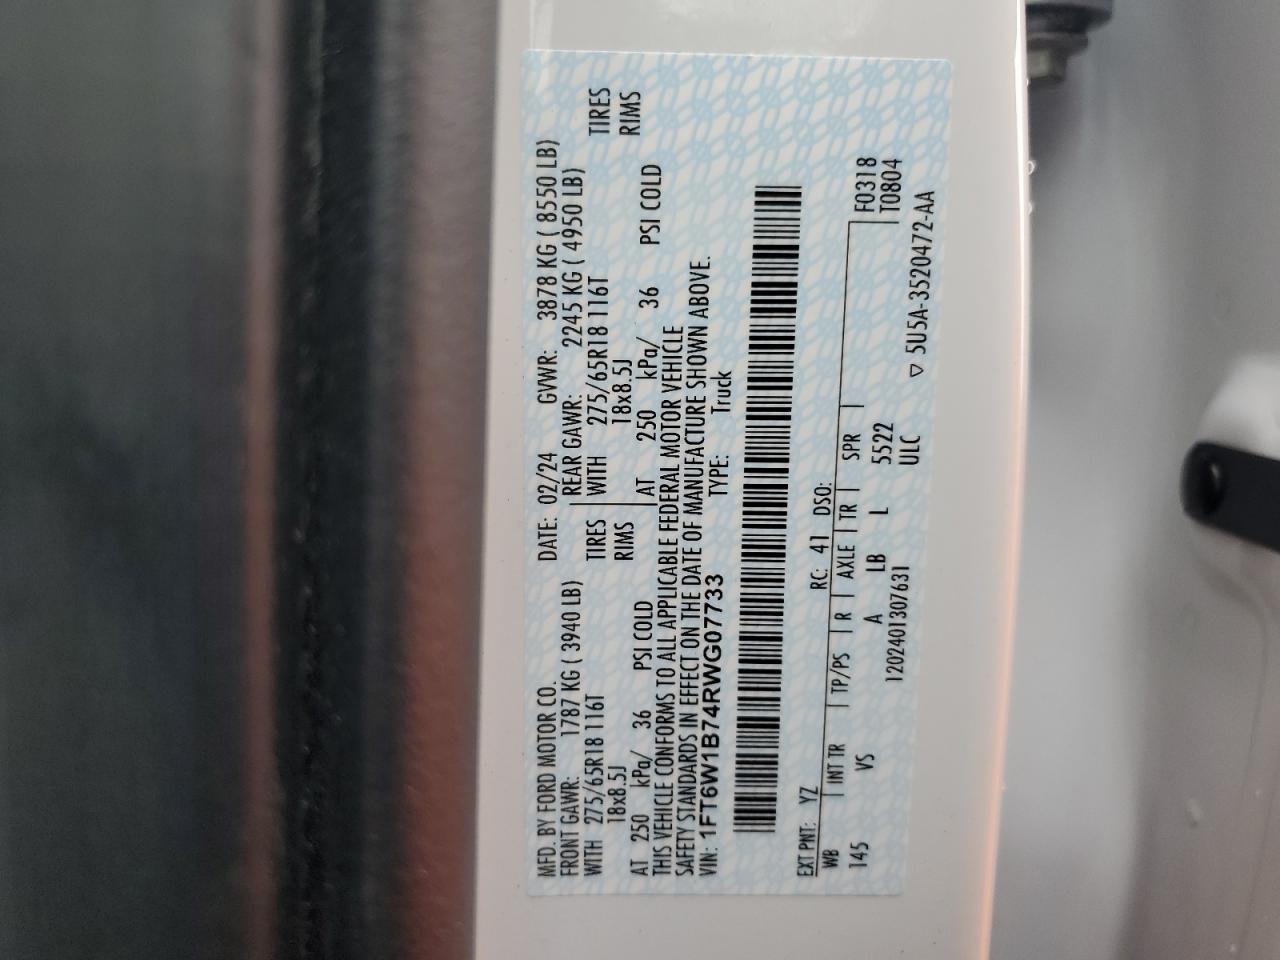 MFD. BY FORD MOTOR CO. DATE: 02/24 GVWR: 3878 KG ( 8550 LB)
FRONT GAWR: 1787 KG ( 3940 LB) REAR GAWR: 2245 KG ( 4950 LB)
WITH 275/65R18 116T TIRES WITH 275/65R18 116T TIRES
18x8.5J RIMS 18x8.5J RIMS
AT 250 kPa/ 36 PSI COLD AT 250 kPa/ 36 PSI COLD
THIS VEHICLE CONFORMS TO ALL APPLICABLE FEDERAL MOTOR VEHICLE
SAFETY STANDARDS IN EFFECT ON THE DATE OF MANUFACTURE SHOWN ABOVE.
VIN: 1FT6W1B74RWG07733 TYPE: Truck
EXT PNT: YZ RC: 41 DSO:
WB INT TR TP/PS R AXLE TR SPR F0318
145 VS A LB L 5522 T0804
ULC
1202401307631 ▽ 5U5A-3520472-AA